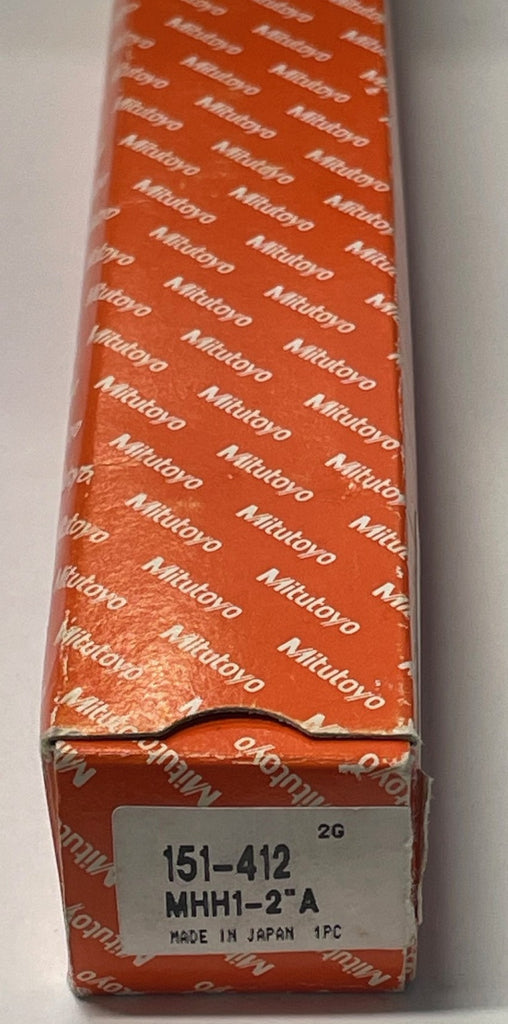 Mitutoyo
2G
151-412
MHH1-2"A
MADE IN JAPAN 1PC